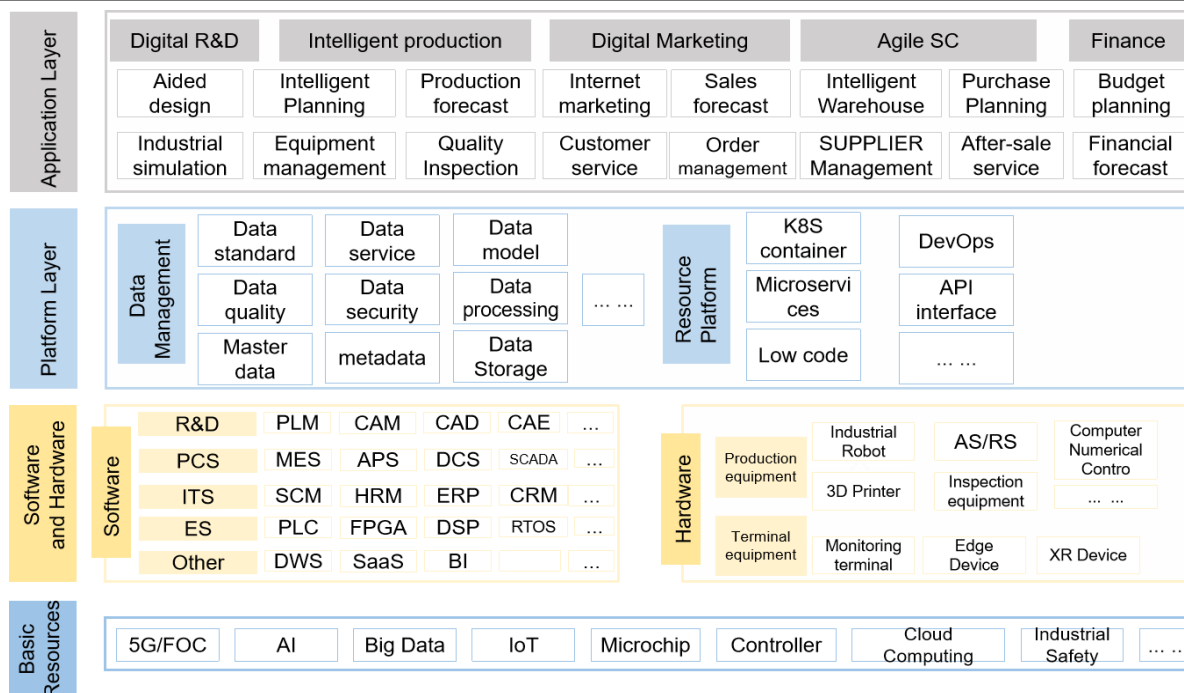 Application Layer
Digital R&D
Intelligent production
Digital Marketing
Agile SC
Finance
Aided
design
Intelligent
Planning
Production
forecast
Internet
marketing
Sales
forecast
Intelligent
Warehouse
Purchase
Planning
Budget
planning
Industrial
simulation
Equipment
management
Quality
Inspection
Customer
service
Order
management
SUPPLIER
Management
After-sale
service
Financial
forecast
Platform Layer
Data
Management
Data
standard
Data
service
Data
model
Data
quality
Data
security
Data
processing
... ...
Master
data
metadata
Data
Storage
Resource
Platform
K8S
container
DevOps
Microservi
ces
API
interface
Low code
... ...
Software
and Hardware
Software
R&D
PLM
CAM
CAD
CAE
...
PCS
MES
APS
DCS
SCADA
...
ITS
SCM
HRM
ERP
CRM
...
ES
PLC
FPGA
DSP
RTOS
...
Other
DWS
SaaS
BI
...
Hardware
Production
equipment
Industrial
Robot
AS/RS
Computer
Numerical
Contro
3D Printer
Inspection
equipment
... ...
Terminal
equipment
Monitoring
terminal
Edge
Device
XR Device
Basic
Resources
5G/FOC
AI
Big Data
IoT
Microchip
Controller
Cloud
Computing
Industrial
Safety
... ...